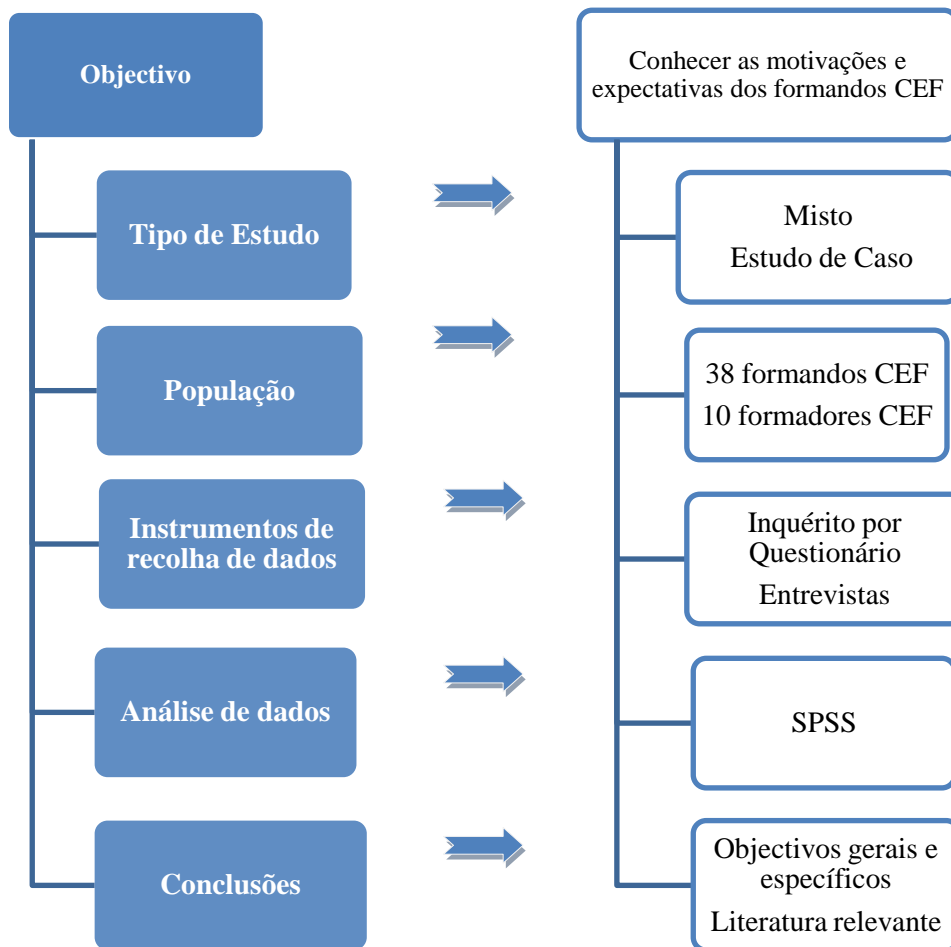 Objectivo
Conhecer as motivações e
expectativas dos formandos CEF
Tipo de Estudo
Misto
Estudo de Caso
População
38 formandos CEF
10 formadores CEF
Instrumentos de
recolha de dados
Inquérito por
Questionário
Entrevistas
Análise de dados
SPSS
Conclusões
Objectivos gerais e
específicos
Literatura relevante